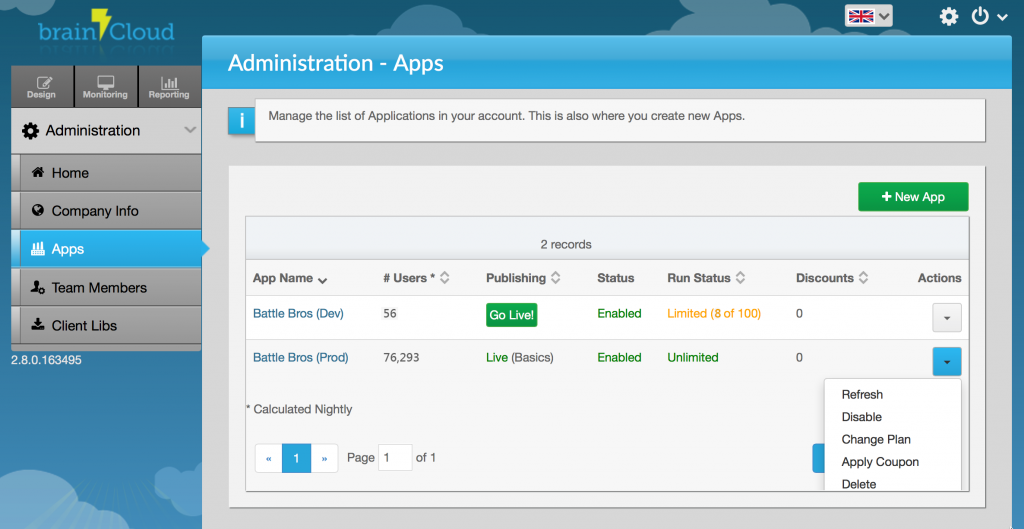 brainCloud
Administration - Apps
Design
Monitoring
Reporting
i
Manage the list of Applications in your account. This is also where you create new Apps.
Administration
Home
Company Info
Apps
Team Members
Client Libs
2.8.0.163495
+ New App
2 records
App Name # Users * Publishing Status Run Status Discounts Actions
Battle Bros (Dev) 56 Go Live! Enabled Limited (8 of 100) 0
Battle Bros (Prod) 76,293 Live (Basics) Enabled Unlimited 0
* Calculated Nightly
« 1 » Page 1 of 1
Refresh
Disable
Change Plan
Apply Coupon
Delete